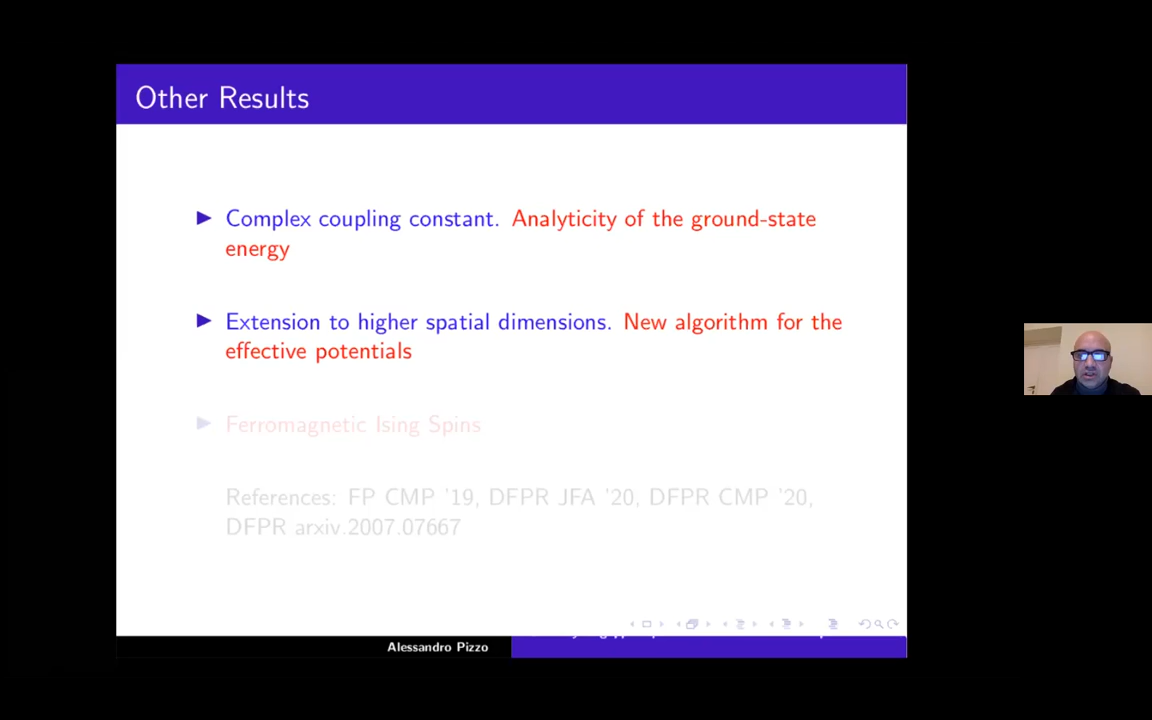 Other Results
Complex coupling constant. Analyticity of the ground-state
energy
Extension to higher spatial dimensions. New algorithm for the
effective potentials
Ferromagnetic Ising Spins
References: FP CMP '19, DFPR JFA '20, DFPR CMP '20,
DFPR arxiv.2007.07667
Alessandro Pizzo